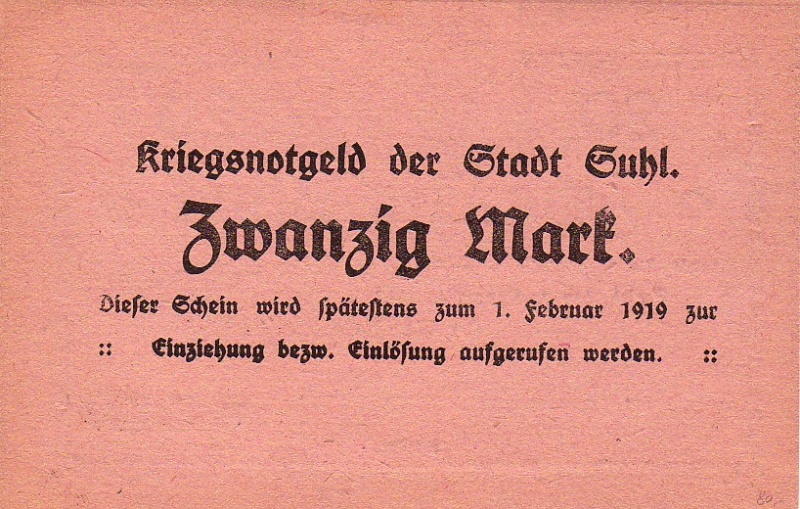 Kriegsnotgeld der Stadt Suhl.
Zwanzig Mark.
Dieser Schein wird spätestens zum 1. Februar 1919 zur
:: Einziehung bezw. Einlösung aufgerufen werden. ::